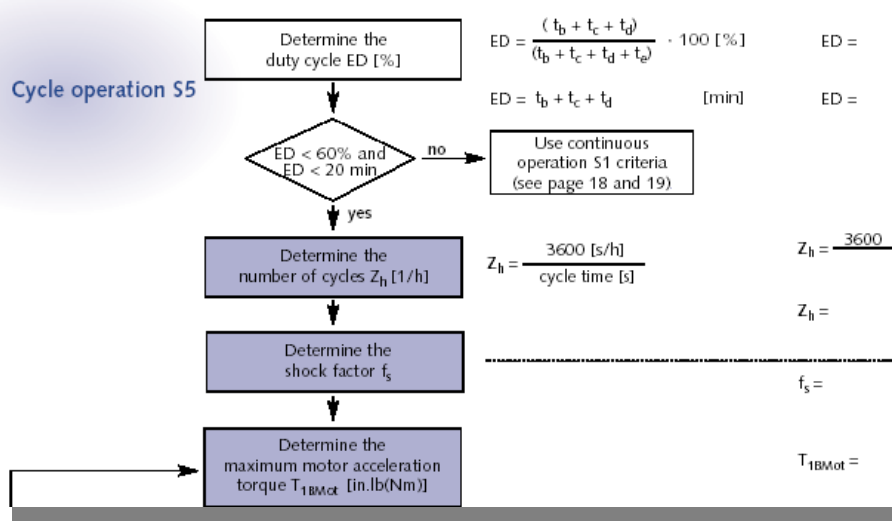 Cycle operation S5
Determine the
duty cycle ED [%]
ED = ( t_b + t_c + t_d) / (t_b + t_c + t_d + t_e) · 100 [%]
ED =
ED = t_b + t_c + t_d [min]
ED =
ED < 60% and
ED < 20 min
no
Use continuous
operation S1 criteria
(see page 18 and 19)
yes
Determine the
number of cycles Z_h [1/h]
Z_h = 3600 [s/h] / cycle time [s]
Z_h = 3600
Z_h =
Determine the
shock factor f_s
f_s =
Determine the
maximum motor acceleration
torque T_1BMot [in.lb(Nm)]
T_1BMot =